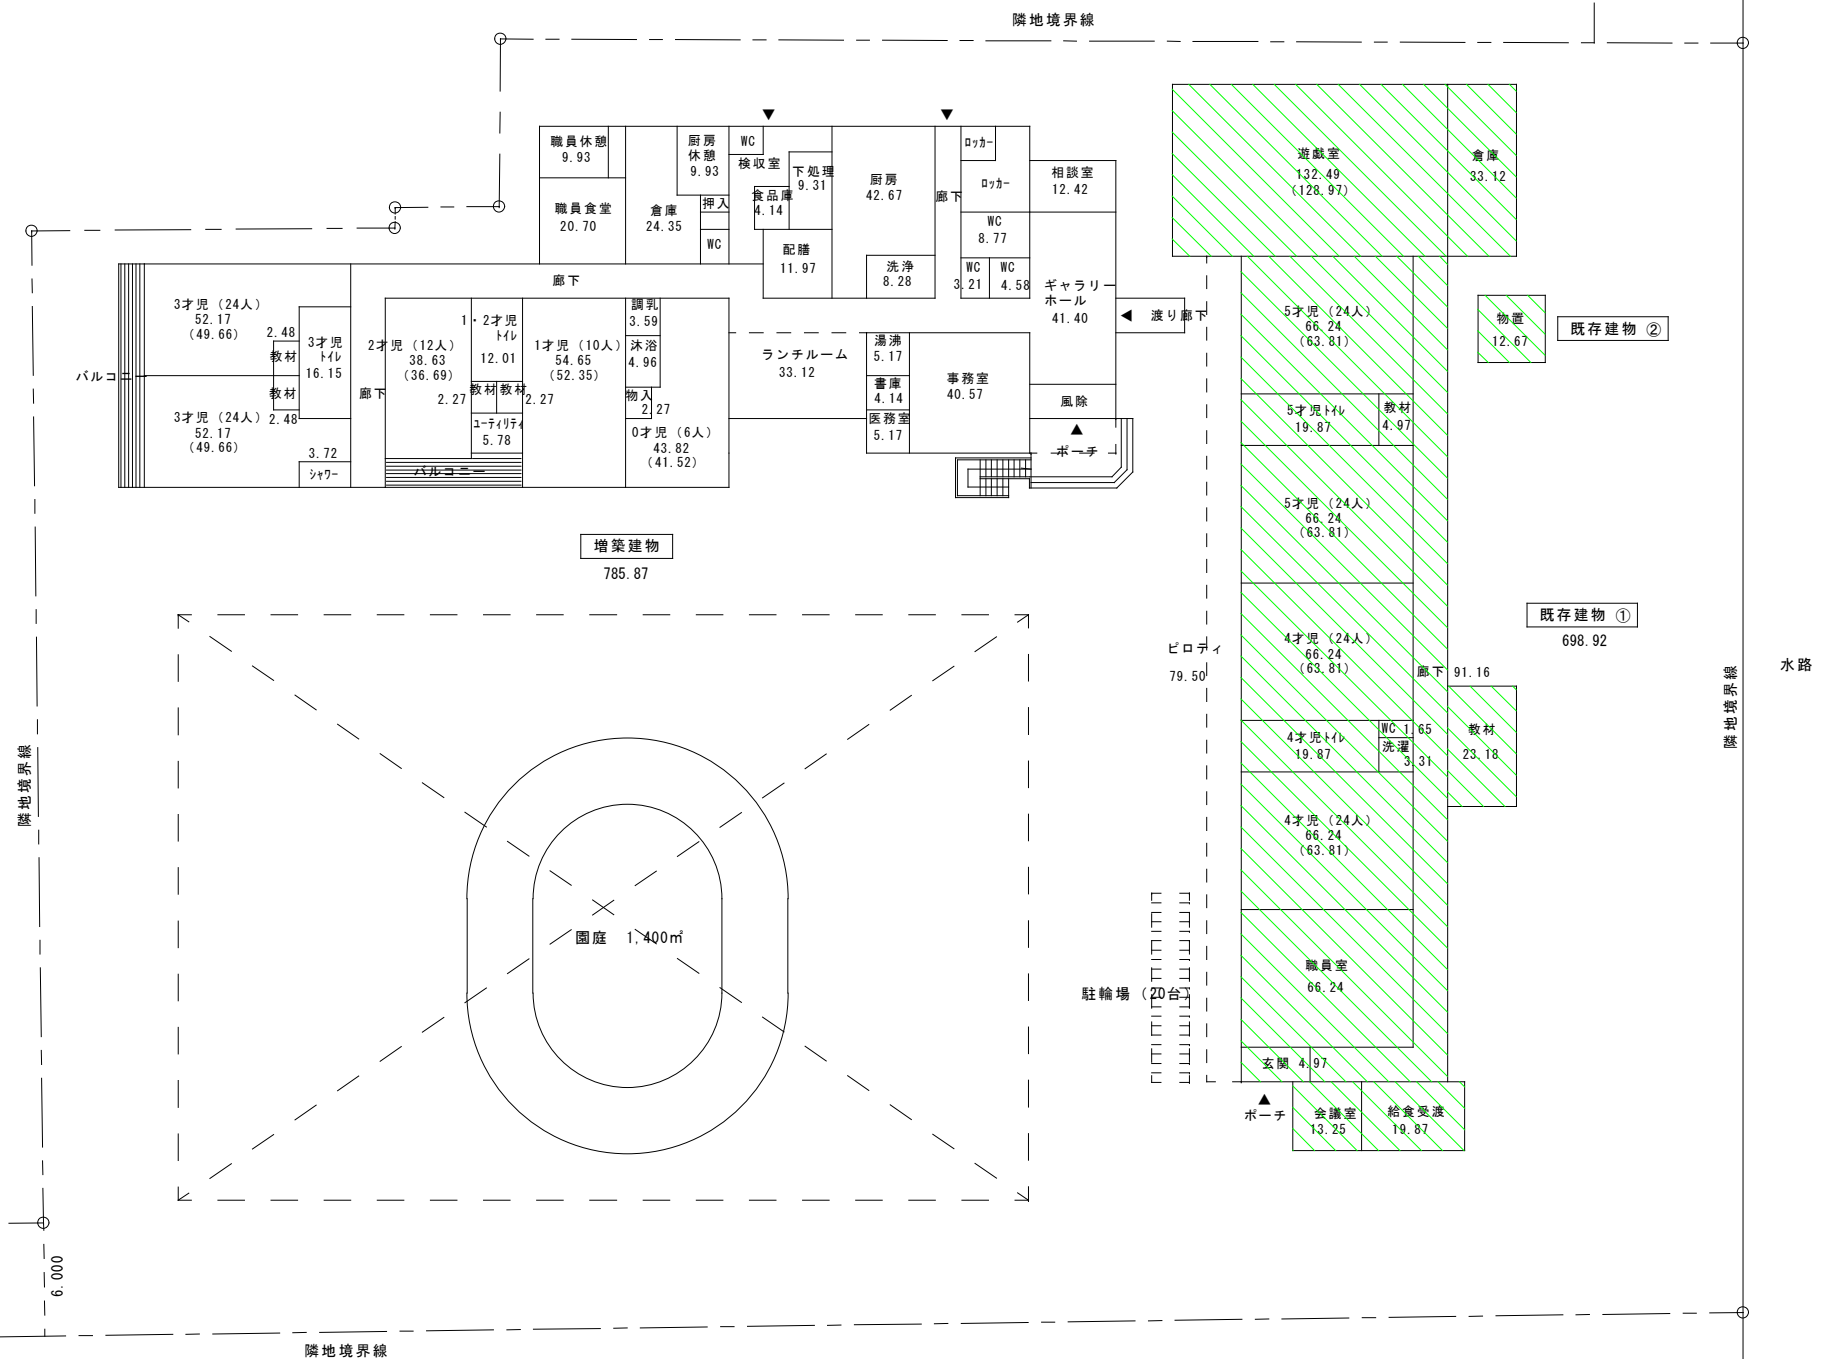 隣地境界線
職員休憩
9.93
厨房
休憩
9.93
WC
検収室
下処理
9.31
食品庫
4.14
厨房
42.67
廊下
ロッカー
ロッカー
相談室
12.42
遊戯室
132.49
(128.97)
倉庫
33.12
職員食堂
20.70
倉庫
24.35
押入
WC
配膳
11.97
洗浄
8.28
WC
8.77
WC
3.21
WC
4.58
ギャラリー
ホール
41.40
渡り廊下
廊下
3才児 (24人)
52.17
(49.66)
2.48
教材
3才児
トイレ
16.15
バルコニー
教材
2.48
3才児 (24人)
52.17
(49.66)
3.72
シャワー
廊下
2才児 (12人)
38.63
(36.69)
1・2才児
トイレ
12.01
2.27
教材
教材
2.27
ユーティリティ
5.78
バルコニー
1才児 (10人)
54.65
(52.35)
調乳
3.59
沐浴
4.96
物入
2.27
0才児 (6人)
43.82
(41.52)
ランチルーム
33.12
湯沸
5.17
書庫
4.14
医務室
5.17
事務室
40.57
風除
ポーチ
5才児 (24人)
66.24
(63.81)
物置
12.67
既存建物 ②
5才児トイレ
19.87
教材
4.97
5才児 (24人)
66.24
(63.81)
増築建物
785.87
既存建物 ①
698.92
4才児 (24人)
66.24
(63.81)
ピロティ
79.50
廊下 91.16
水路
隣地境界線
4才児トイレ
19.87
WC 1.65
洗濯
3.31
教材
23.18
隣地境界線
4才児 (24人)
66.24
(63.81)
園庭 1,400㎡
職員室
66.24
駐輪場 (20台)
玄関 4.97
ポーチ
会議室
13.25
給食受渡
19.87
6.000
隣地境界線